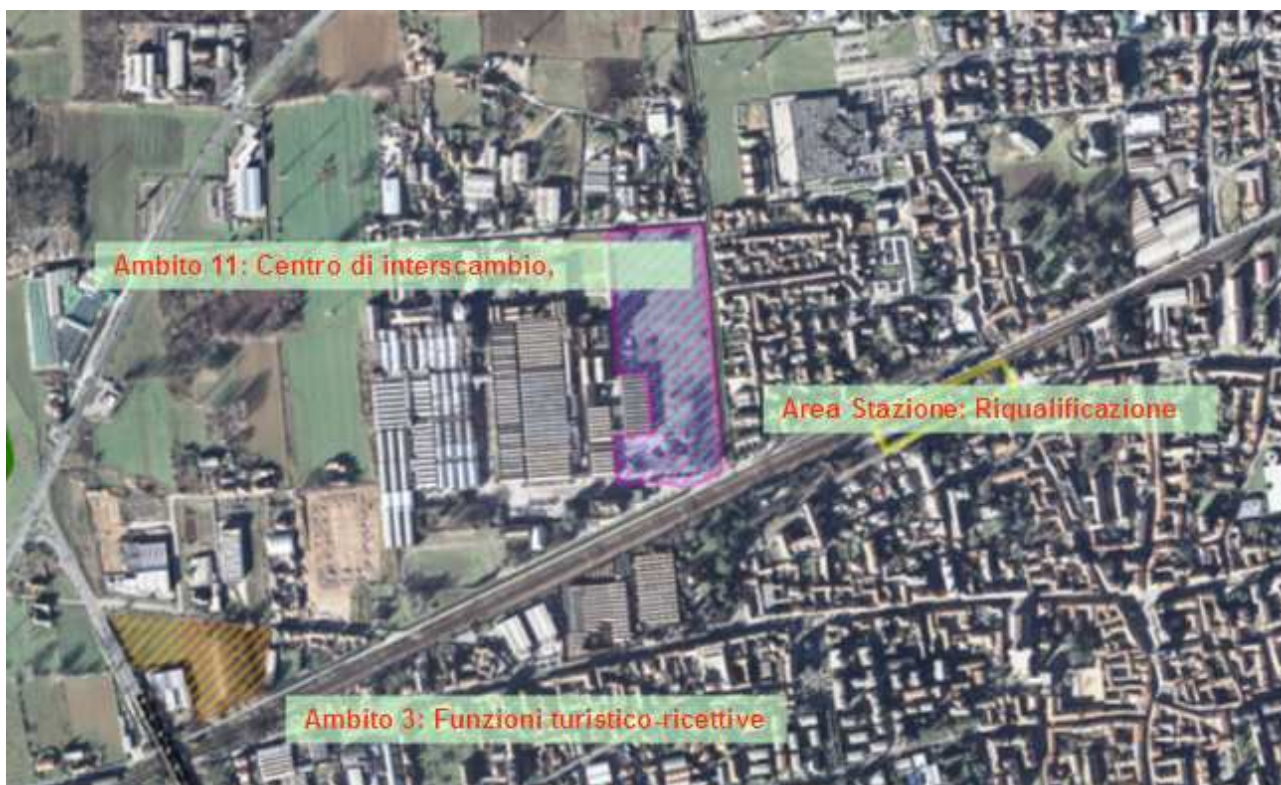 Ambito 11: Centro di interscambio,
Area Stazione: Riqualificazione
Ambito 3: Funzioni turistico-ricettive